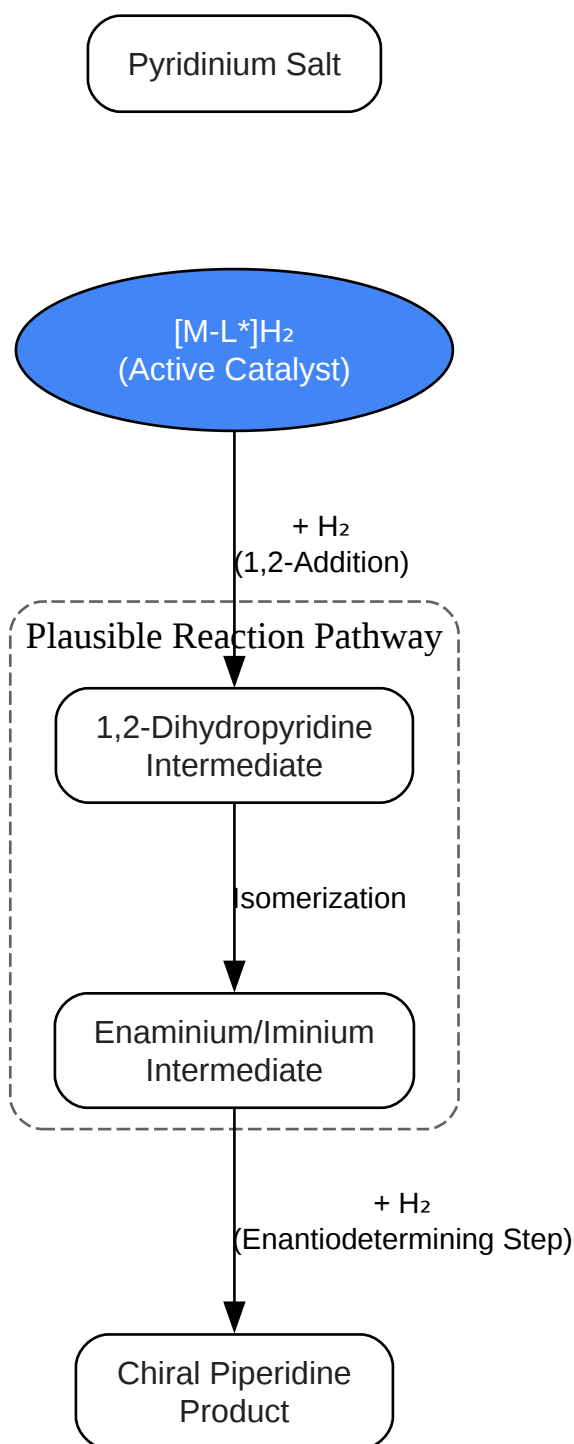 Pyridinium Salt
[M-L*]H₂
(Active Catalyst)
+ H₂
(1,2-Addition)
Plausible Reaction Pathway
1,2-Dihydropyridine
Intermediate
Isomerization
Enaminium/Iminium
Intermediate
+ H₂
(Enantiodetermining Step)
Chiral Piperidine
Product